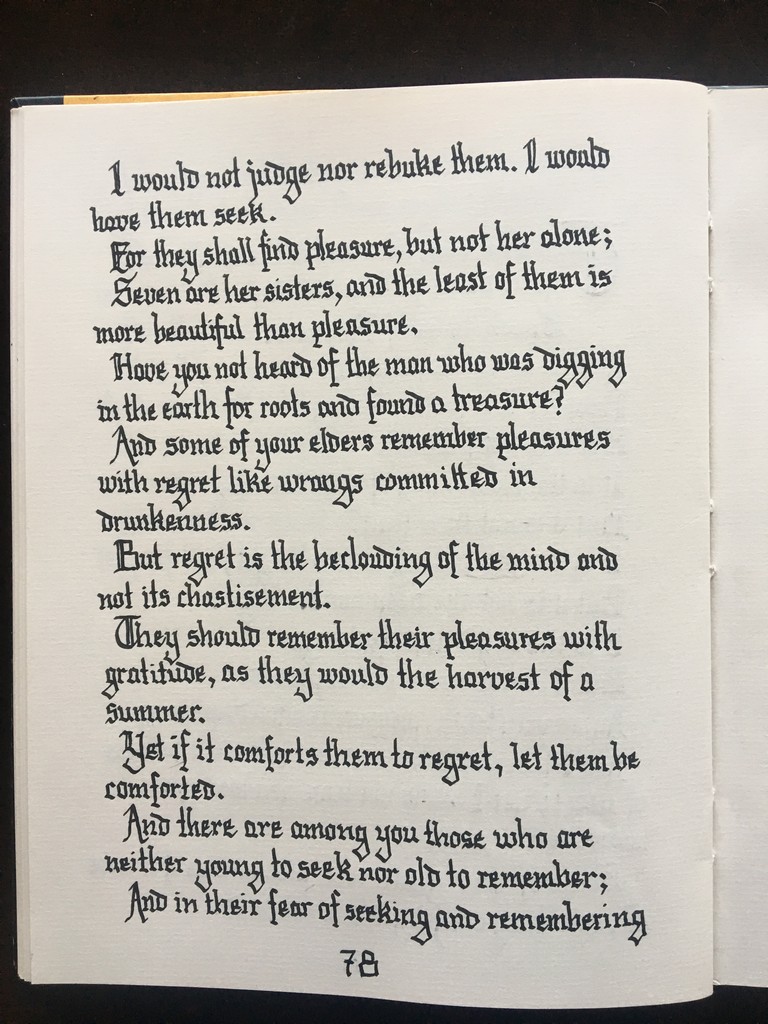 I would not judge nor rebuke them. I would
have them seek.
For they shall find pleasure, but not her alone;
Seven are her sisters, and the least of them is
more beautiful than pleasure.
Have you not heard of the man who was digging
in the earth for roots and found a treasure?
And some of your elders remember pleasures
with regret like wrongs committed in
drunkenness.
But regret is the beclouding of the mind and
not its chastisement.
They should remember their pleasures with
gratitude, as they would the harvest of a
summer.
Yet if it comforts them to regret, let them be
comforted.
And there are among you those who are
neither young to seek nor old to remember;
And in their fear of seeking and remembering
78